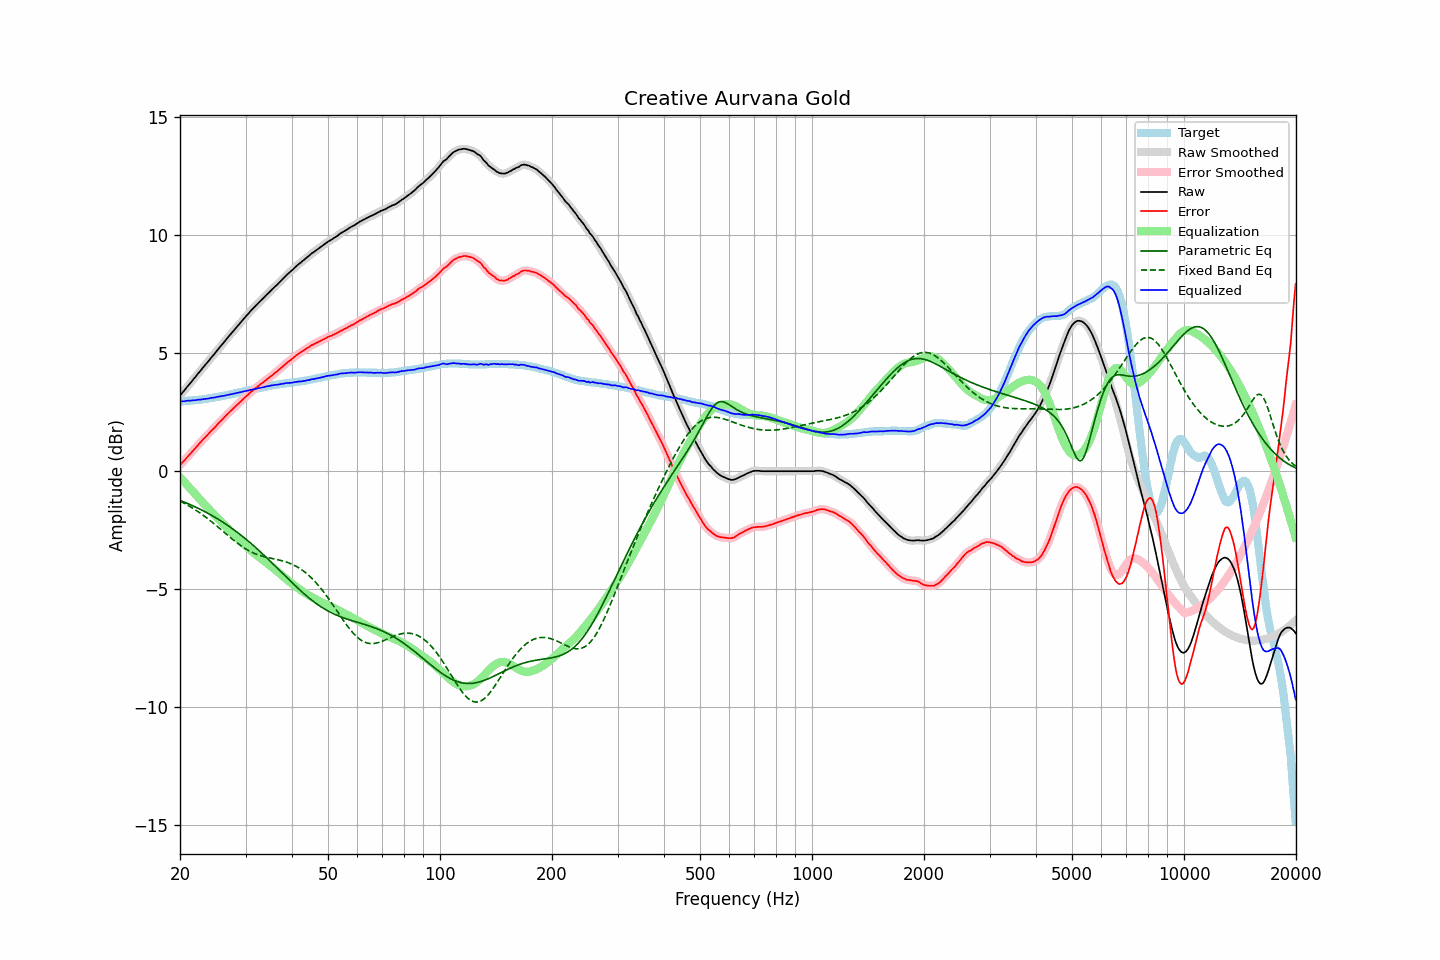 Creative Aurvana Gold
Target
Raw Smoothed
Error Smoothed
Raw
Error
Equalization
Parametric Eq
Fixed Band Eq
Equalized
Amplitude (dBr)
15
10
5
0
−5
−10
−15
20 50 100 200 500 1000 2000 5000 10000 20000
Frequency (Hz)